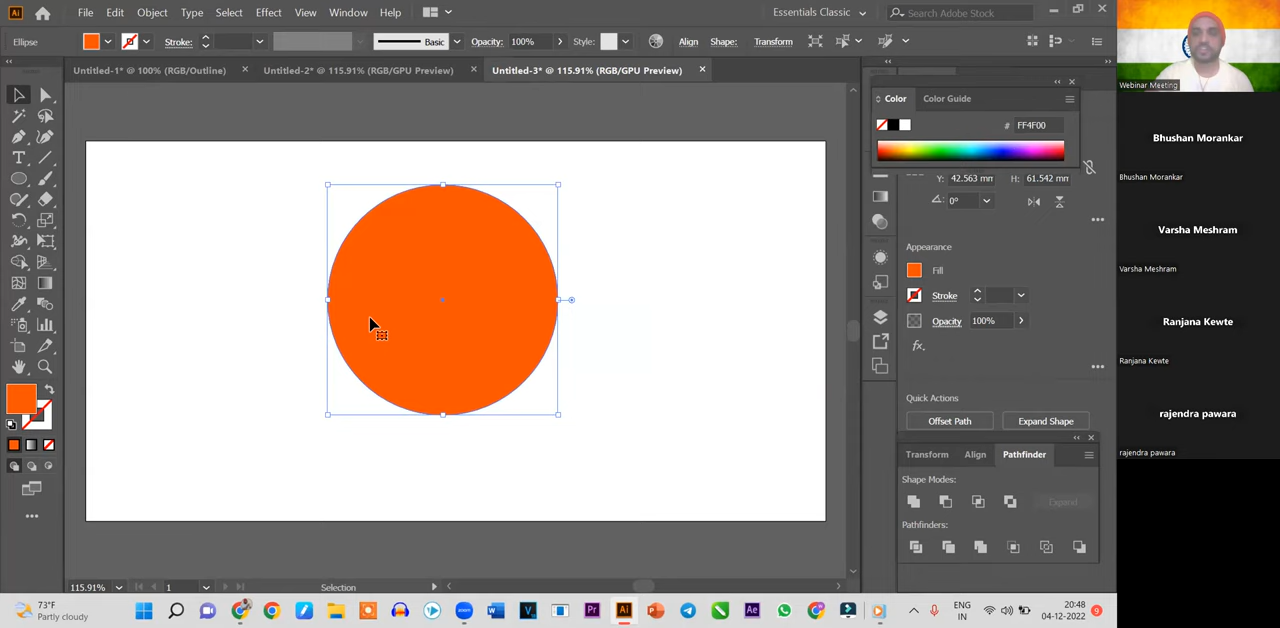 Ai File Edit Object Type Select Effect View Window Help Essentials Classic Search Adobe Stock
Ellipse Stroke: Basic Opacity: 100% Style: Align Shape: Transform
Untitled-1* @ 100% (RGB/Outline) Untitled-2* @ 115.91% (RGB/GPU Preview) Untitled-3* @ 115.91% (RGB/GPU Preview)
Color Color Guide
# FF4F00
Y: 42.563 mm H: 61.542 mm
0°
Appearance
Fill
Stroke
Opacity 100%
fx.
Quick Actions
Offset Path Expand Shape
Transform Align Pathfinder
Shape Modes:
Expand
Pathfinders:
115.91% 1 Selection
73°F
Partly cloudy
W Pr Ai P Ae
ENG
IN
20:48
04-12-2022
9
Webinar Meeting
Bhushan Morankar
Bhushan Morankar
Varsha Meshram
Varsha Meshram
Ranjana Kewte
Ranjana Kewte
rajendra pawara
rajendra pawara